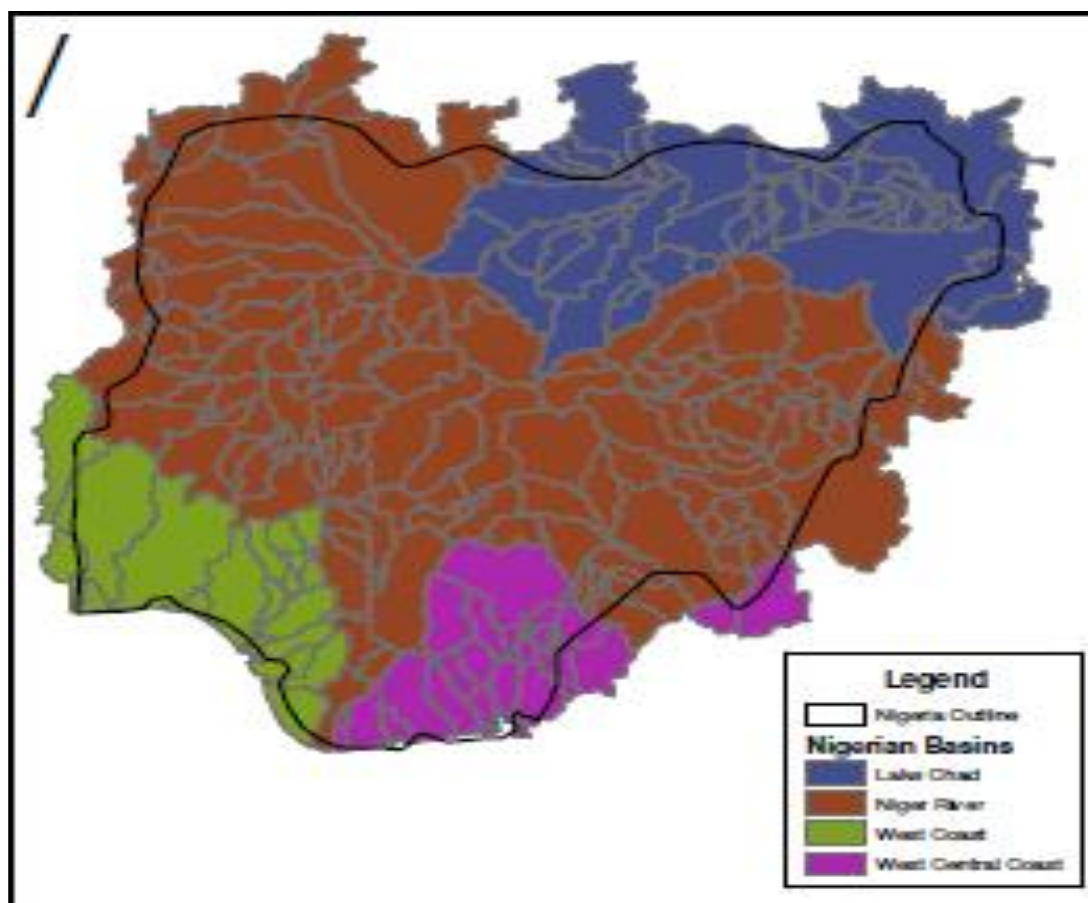 Legend
Nigeria Outline
Nigerian Basins
Lake Chad
Niger River
West Coast
West Central Coast